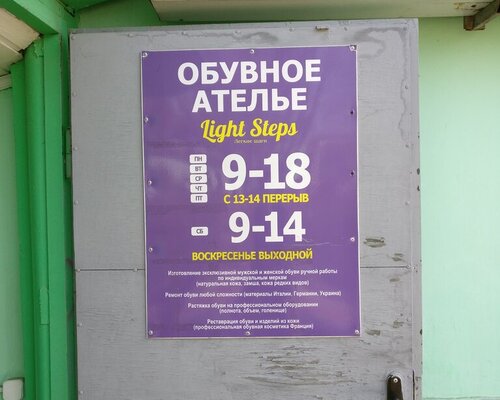 ОБУВНОЕ
АТЕЛЬЕ
Light Steps
Легкие шаги
ПН
ВТ
СР
ЧТ
ПТ
9-18
С 13-14 ПЕРЕРЫВ
СБ
9-14
ВОСКРЕСЕНЬЕ ВЫХОДНОЙ
Изготовление эксклюзивной мужской и женской обуви ручной работы
по индивидуальным меркам
(натуральная кожа, замша, кожа редких видов)
Ремонт обуви любой сложности (материалы Италии, Германии, Украина)
Растяжка обуви на профессиональном оборудовании
(полнота, объем, голенище)
Реставрация обуви и изделий из кожи
(профессиональная обувная косметика Франция)